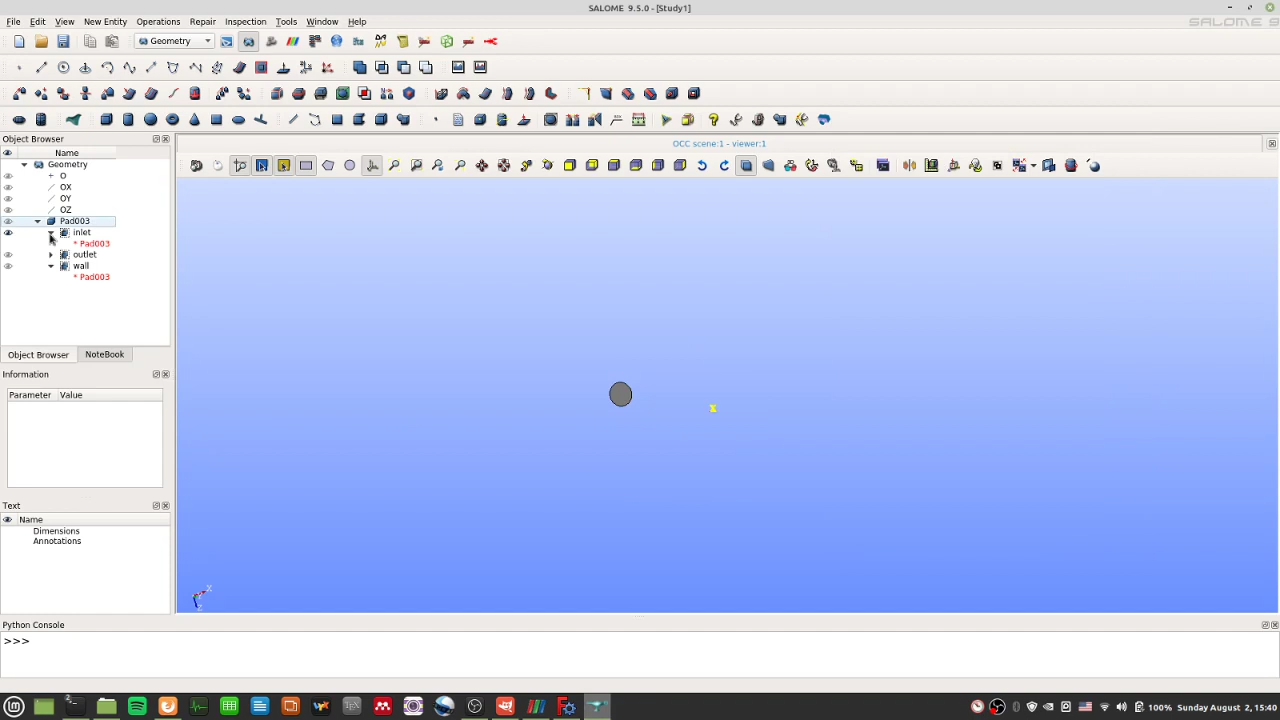 SALOME 9.5.0 - [Study1]
File Edit View New Entity Operations Repair Inspection Tools Window Help
SALOME 9
Geometry
Object Browser
OCC scene:1 - viewer:1
Name
Geometry
O
OX
OY
OZ
Pad003
inlet
* Pad003
outlet
wall
* Pad003
Object Browser NoteBook
Information
Parameter Value
Text
Name
Dimensions
Annotations
X
Z
Python Console
>>>
100% Sunday August 2, 15:40